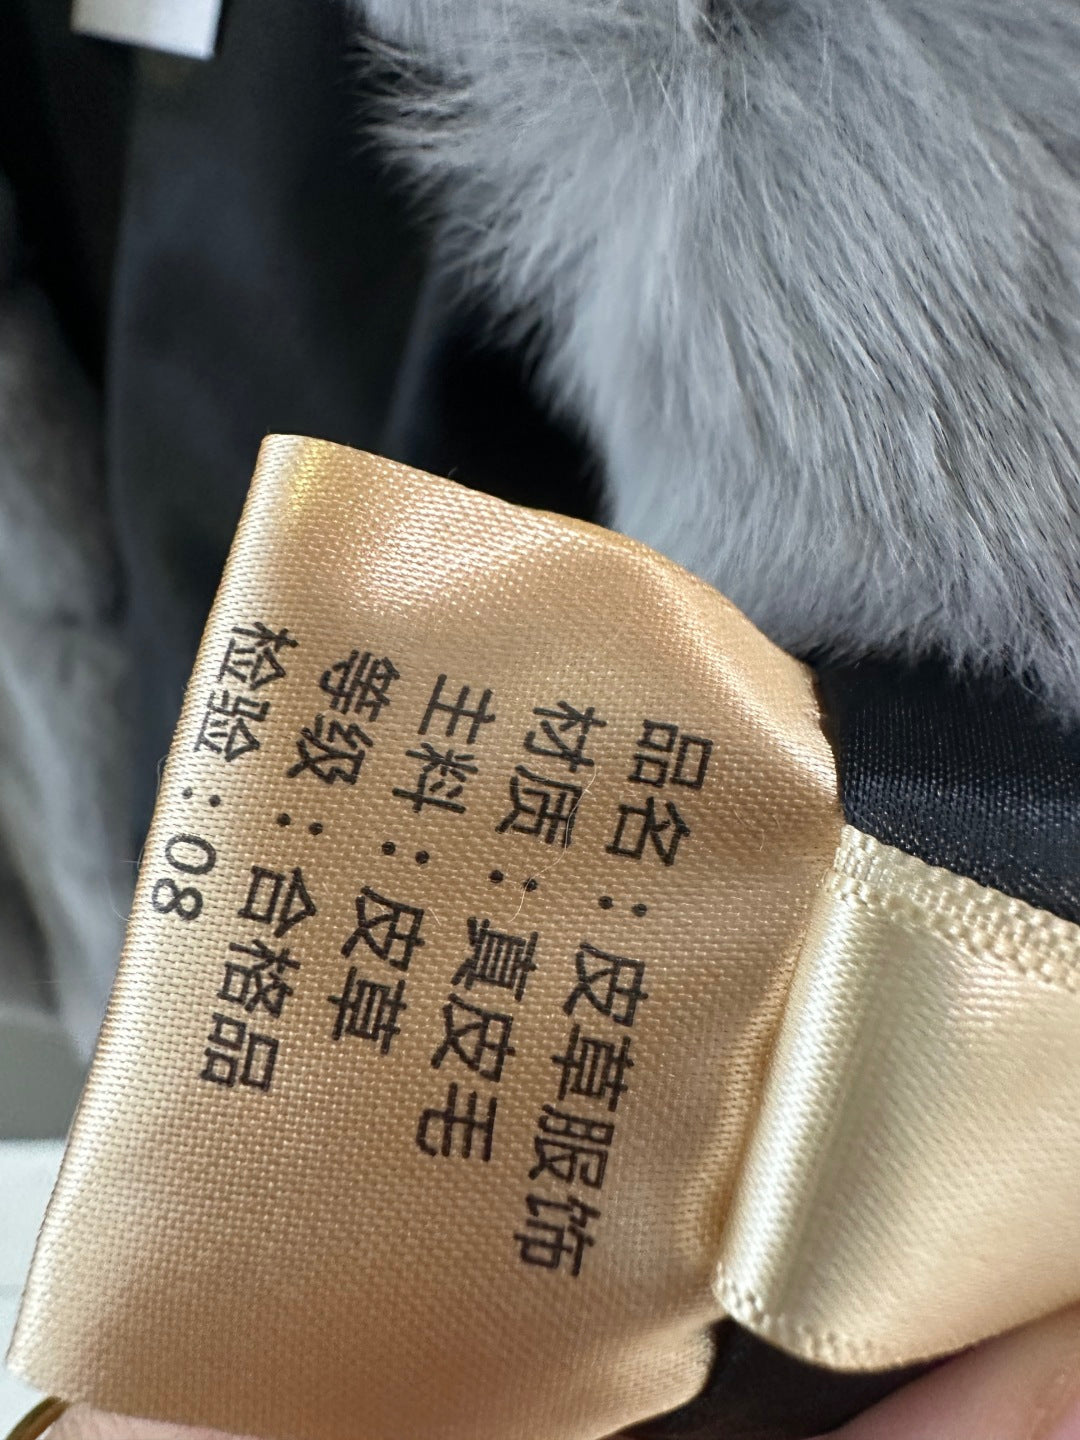 品名：皮草服饰
材质：真皮毛
主料：皮草
等级：合格品
检验：08